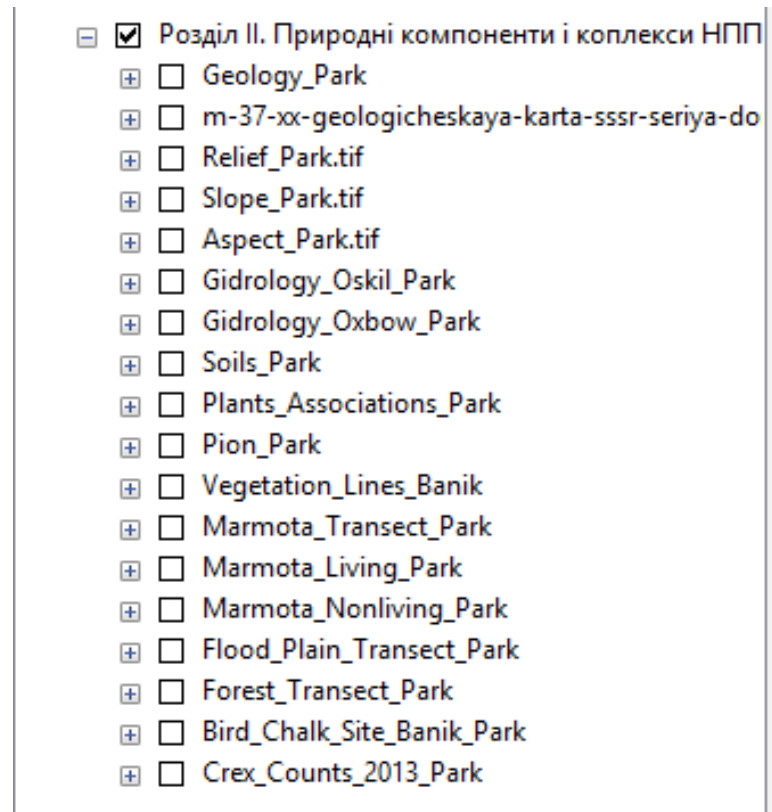 Розділ ІІ. Природні компоненти і коплекси НПП
Geology_Park
m-37-xx-geologicheskaya-karta-sssr-seriya-do
Relief_Park.tif
Slope_Park.tif
Aspect_Park.tif
Gidrology_Oskil_Park
Gidrology_Oxbow_Park
Soils_Park
Plants_Associations_Park
Pion_Park
Vegetation_Lines_Banik
Marmota_Transect_Park
Marmota_Living_Park
Marmota_Nonliving_Park
Flood_Plain_Transect_Park
Forest_Transect_Park
Bird_Chalk_Site_Banik_Park
Crex_Counts_2013_Park